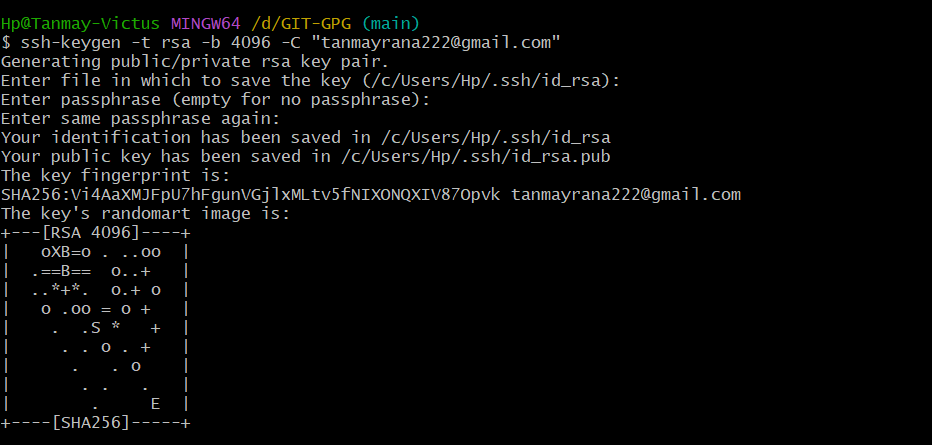 Hp@Tanmay-Victus MINGW64 /d/GIT-GPG (main)
$ ssh-keygen -t rsa -b 4096 -C "tanmayrana222@gmail.com"
Generating public/private rsa key pair.
Enter file in which to save the key (/c/Users/Hp/.ssh/id_rsa):
Enter passphrase (empty for no passphrase):
Enter same passphrase again:
Your identification has been saved in /c/Users/Hp/.ssh/id_rsa
Your public key has been saved in /c/Users/Hp/.ssh/id_rsa.pub
The key fingerprint is:
SHA256:Vi4AaXMJFpU7hFgunVGjlxMLtv5fNIXONQXIV87Opvk tanmayrana222@gmail.com
The key's randomart image is:
+---[RSA 4096]----+
|   oXB=o . ..oo  |
|  .==B==  o..+   |
|  ..*+*.  o.+ o  |
|   o .oo = o +   |
|    .  .S *   +  |
|     . . o . +   |
|      .   . o    |
|       . .   .   |
|        .     E  |
+----[SHA256]-----+